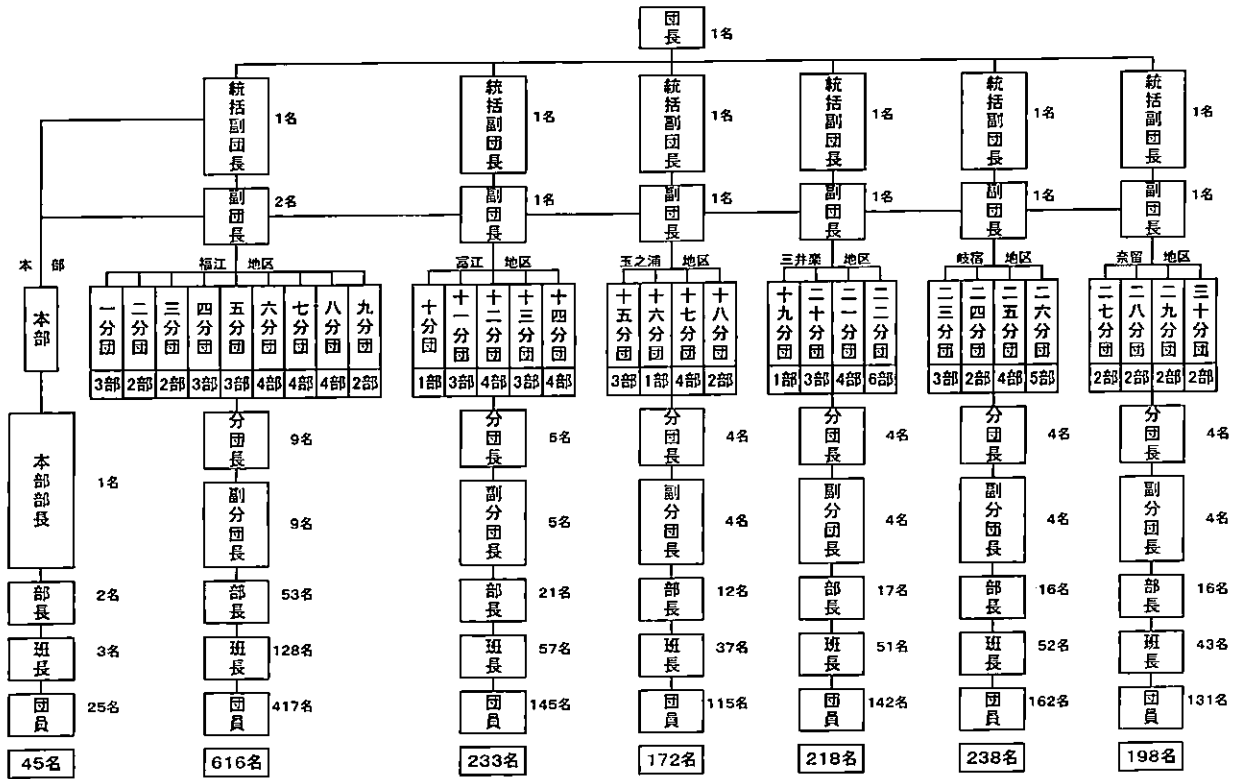 団長 1名
統括副団長 1名 統括副団長 1名 統括副団長 1名 統括副団長 1名 統括副団長 1名 統括副団長 1名
副団長 2名 副団長 1名 副団長 1名 副団長 1名 副団長 1名 副団長 1名
本部 福江 地区 富江 地区 玉之浦 地区 三井楽 地区 岐宿 地区 奈留 地区
本部 一分団 二分団 三分団 四分団 五分団 六分団 七分団 八分団 九分団 十分団 十一分団 十二分団 十三分団 十四分団 十五分団 十六分団 十七分団 十八分団 十九分団 二十分団 二一分団 二二分団 二三分団 二四分団 二五分団 二六分団 二七分団 二八分団 二九分団 三十分団
3部 2部 2部 3部 3部 4部 4部 4部 2部 1部 3部 4部 3部 4部 3部 1部 4部 2部 1部 3部 4部 6部 3部 2部 4部 5部 2部 2部 2部 2部
分団長 9名 分団長 5名 分団長 4名 分団長 4名 分団長 4名 分団長 4名
本部部長 1名 副分団長 9名 副分団長 5名 副分団長 4名 副分団長 4名 副分団長 4名 副分団長 4名
部長 2名 部長 53名 部長 21名 部長 12名 部長 17名 部長 16名 部長 16名
班長 3名 班長 128名 班長 57名 班長 37名 班長 51名 班長 52名 班長 43名
団員 25名 団員 417名 団員 145名 団員 115名 団員 142名 団員 162名 団員 131名
45名 616名 233名 172名 218名 238名 198名